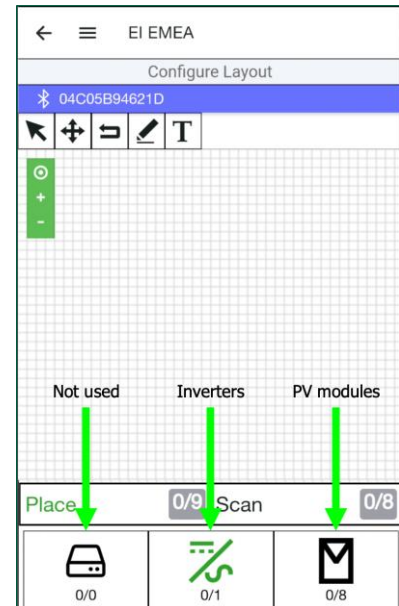 EI EMEA
Configure Layout
04C05B94621D
T
+
-
Not used Inverters PV modules
Place 0/9 Scan 0/8
0/0 0/1 0/8